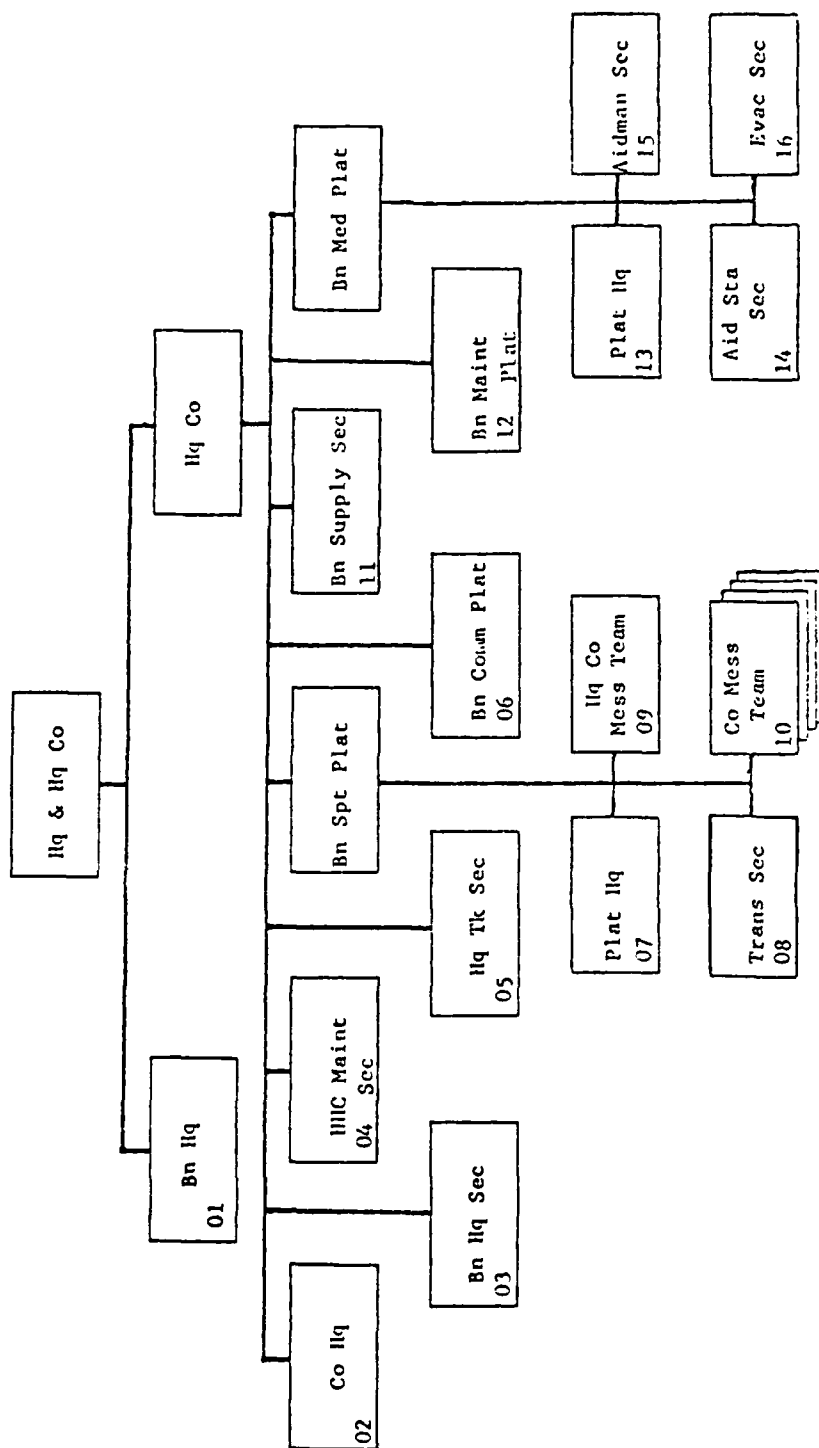 Hq & Hq Co
Bn Hq
01
Hq Co
Co Hq
02
Bn Hq Sec
03
HHC Maint
04 Sec
Hq Tk Sec
05
Bn Spt Plat
Bn Comm Plat
06
Bn Supply Sec
11
Bn Maint
12 Plat
Bn Med Plat
Plat Hq
07
Trans Sec
08
Hq Co
Mess Team
09
Co Mess
Team
10
Plat Hq
13
Aid Sta
Sec
14
Aidman Sec
15
Evac Sec
16